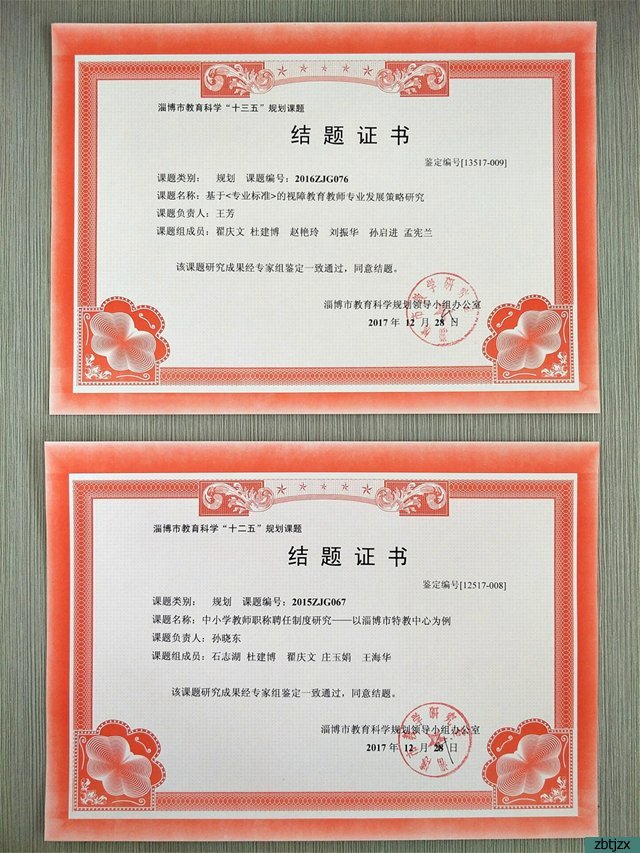 淄博市教育科学“十三五”规划课题
结题证书
鉴定编号[13517-009]
课题类别： 规划 课题编号：2016ZJG076
课题名称：基于<专业标准>的视障教育教师专业发展策略研究
课题负责人：王芳
课题组成员：翟庆文 杜建博 赵艳玲 刘振华 孙启进 孟宪兰
该课题研究成果经专家组鉴定一致通过，同意结题。
淄博市教育科学规划领导小组办公室
2017 年 12 月 28 日
淄博市教育科学“十二五”规划课题
结题证书
鉴定编号[12517-008]
课题类别： 规划 课题编号：2015ZJG067
课题名称：中小学教师职称聘任制度研究——以淄博市特教中心为例
课题负责人：孙晓东
课题组成员：石志湖 杜建博 翟庆文 庄玉娟 王海华
该课题研究成果经专家组鉴定一致通过，同意结题。
淄博市教育科学规划领导小组办公室
2017 年 12 月 28 日
zbtjzx